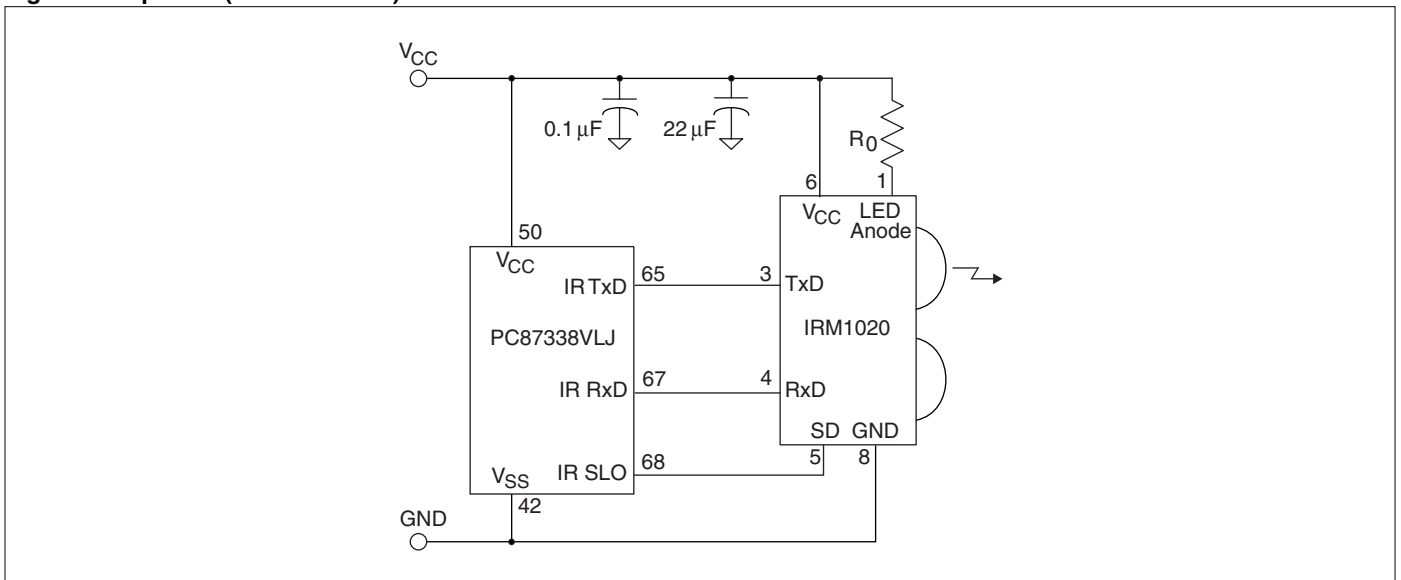 VCC
0.1 µF
22 µF
R0
6
1
VCC
LED
Anode
50
VCC
IR TxD
65
3
TxD
PC87338VLJ
IRM1020
IR RxD
67
4
RxD
SD
GND
IR SLO
68
5
8
VSS
42
GND